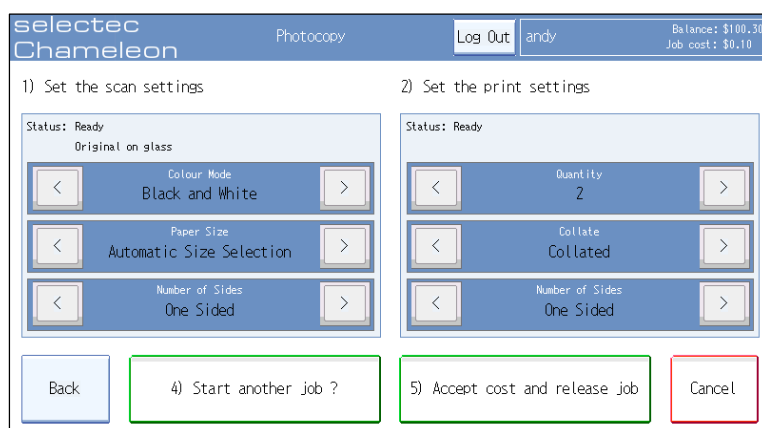 selectec
Chameleon
Photocopy
Log Out
andy
Balance: $100.30
Job cost: $0.10
1) Set the scan settings
2) Set the print settings
Status: Ready
Original on glass
Status: Ready
< Colour Mode >
Black and White
< Quantity >
2
< Paper Size >
Automatic Size Selection
< Collate >
Collated
< Number of Sides >
One Sided
< Number of Sides >
One Sided
Back
4) Start another job ?
5) Accept cost and release job
Cancel